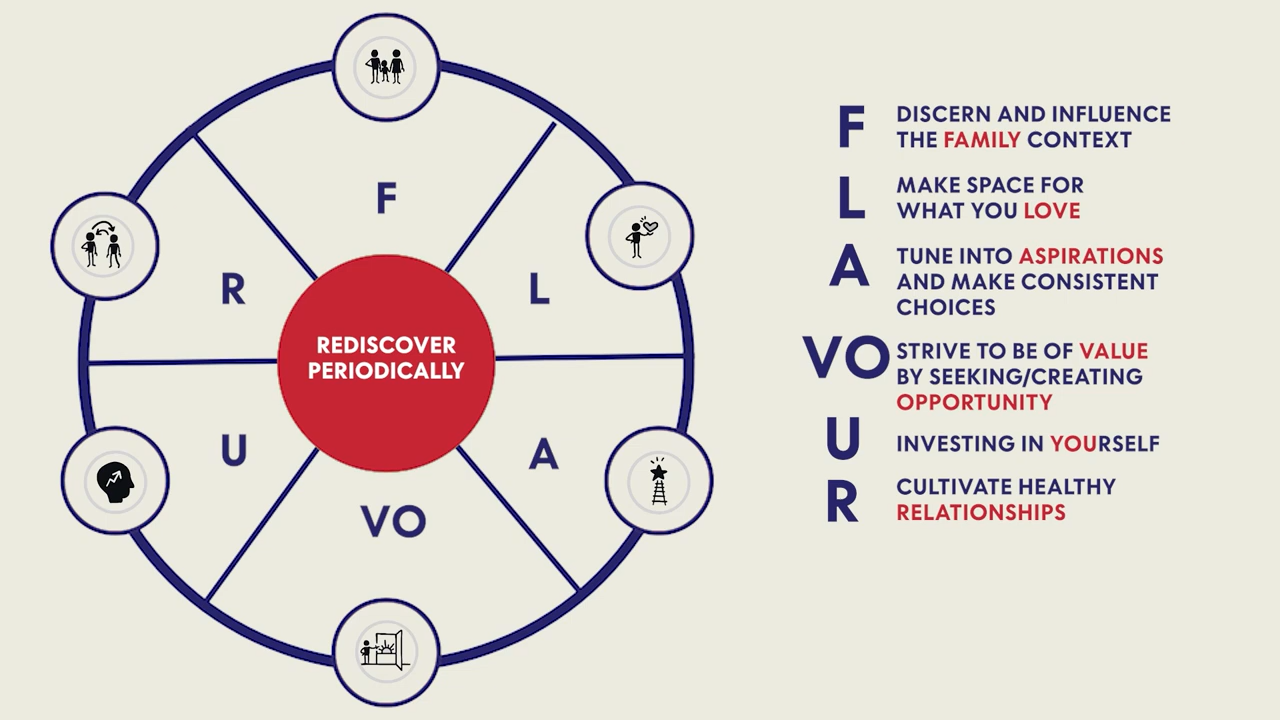 F
R
L
REDISCOVER
PERIODICALLY
U
A
VO
F
DISCERN AND INFLUENCE
THE FAMILY CONTEXT
L
MAKE SPACE FOR
WHAT YOU LOVE
A
TUNE INTO ASPIRATIONS
AND MAKE CONSISTENT
CHOICES
VO
STRIVE TO BE OF VALUE
BY SEEKING/CREATING
OPPORTUNITY
U
INVESTING IN YOURSELF
R
CULTIVATE HEALTHY
RELATIONSHIPS